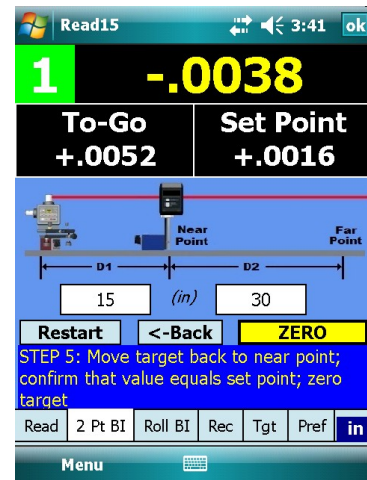 Read15 3:41 ok
1 -.0038
To-Go Set Point
+.0052 +.0016
Near Point
Far Point
D1 D2
15 (in) 30
Restart <-Back ZERO
STEP 5: Move target back to near point;
confirm that value equals set point; zero
target
Read 2 Pt BI Roll BI Rec Tgt Pref in
Menu